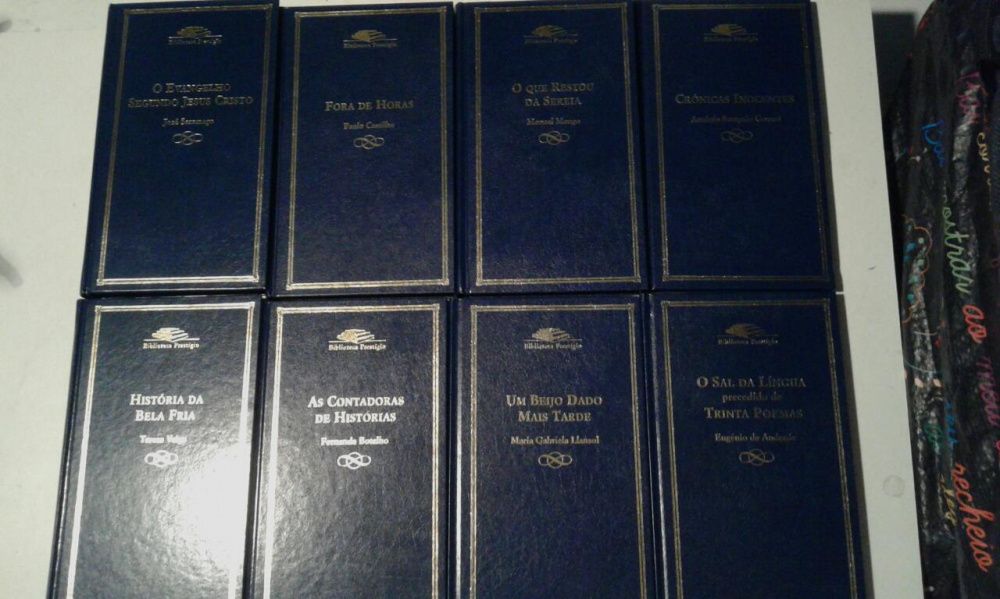 Biblioteca Prestígio
O Evangelho
Segundo Jesus Cristo
José Saramago
Biblioteca Prestígio
Fora de Horas
Paulo Castilho
Biblioteca Prestígio
O que Restou
da Sereia
Manuel
Biblioteca Prestígio
Crónicas Inocentes
António
Biblioteca Prestígio
História da
Bela Fria
Teresa Veiga
Biblioteca Prestígio
As Contadoras
de Histórias
Fernanda Botelho
Biblioteca Prestígio
Um Beijo Dado
Mais Tarde
Maria Gabriela Llansol
Biblioteca Prestígio
O Sal da Língua
precedido de
Trinta Poemas
Eugénio de Andrade
ao
recheio